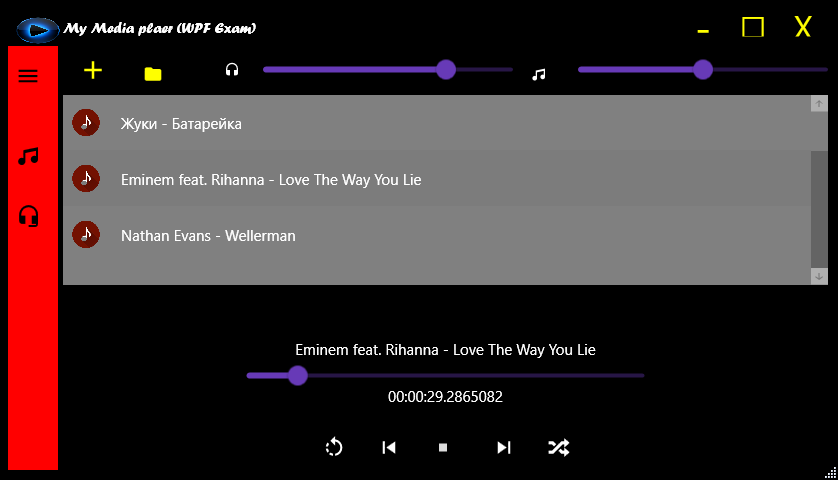 My Media plaer (WPF Exam)
Жуки - Батарейка
Eminem feat. Rihanna - Love The Way You Lie
Nathan Evans - Wellerman
Eminem feat. Rihanna - Love The Way You Lie
00:00:29.2865082